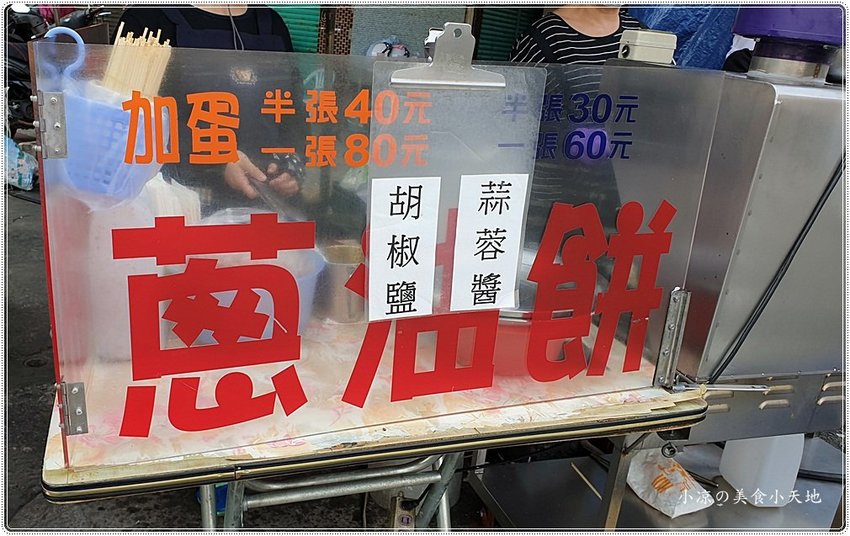 加蛋
半張40元
一張80元
半張30元
一張60元
胡椒鹽
蒜蓉醬
蔥油餅
小凉の美食小天地